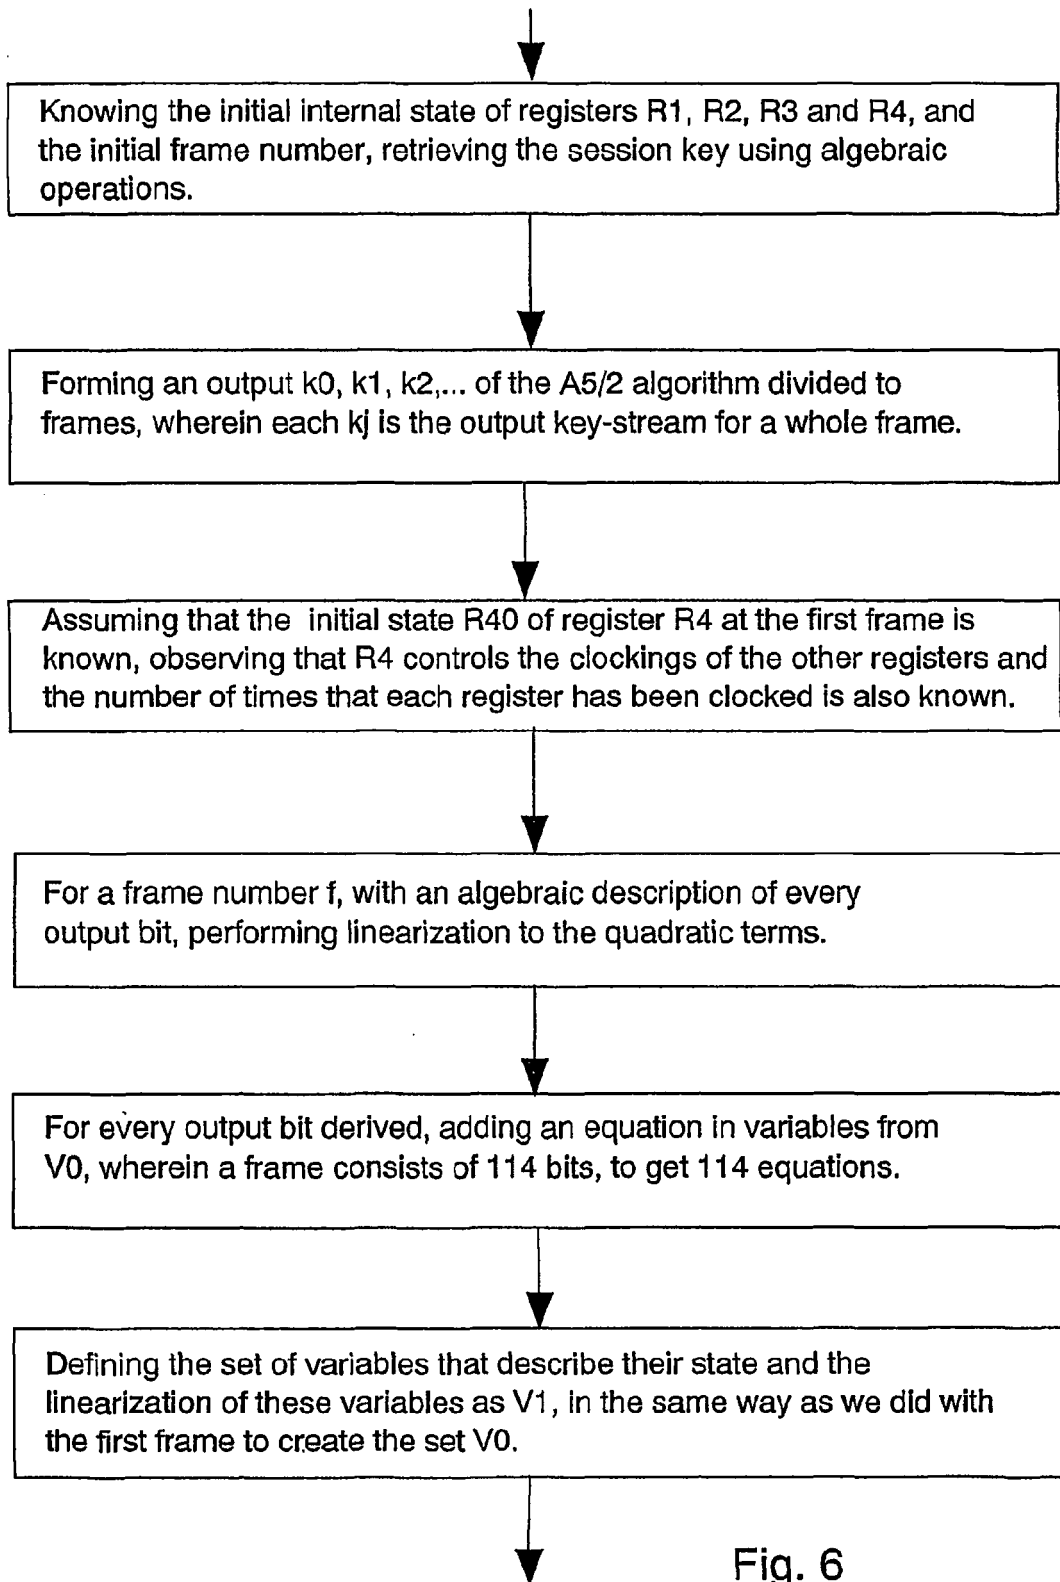 Knowing the initial internal state of registers R1, R2, R3 and R4, and
the initial frame number, retrieving the session key using algebraic
operations.
Forming an output k0, k1, k2,... of the A5/2 algorithm divided to
frames, wherein each kj is the output key-stream for a whole frame.
Assuming that the initial state R40 of register R4 at the first frame is
known, observing that R4 controls the clockings of the other registers and
the number of times that each register has been clocked is also known.
For a frame number f, with an algebraic description of every
output bit, performing linearization to the quadratic terms.
For every output bit derived, adding an equation in variables from
V0, wherein a frame consists of 114 bits, to get 114 equations.
Defining the set of variables that describe their state and the
linearization of these variables as V1, in the same way as we did with
the first frame to create the set V0.
Fig. 6